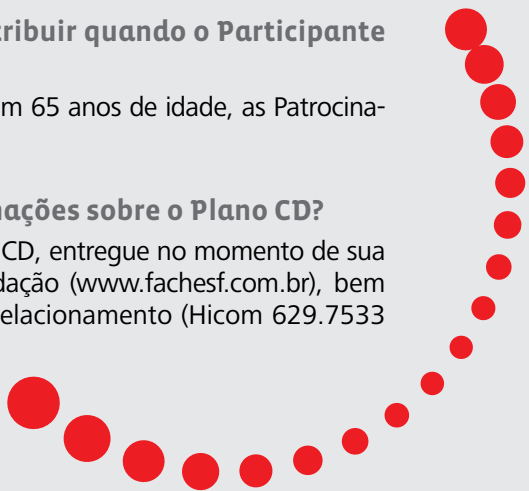 tribuir quando o Participante
m 65 anos de idade, as Patrocina-
nações sobre o Plano CD?
CD, entregue no momento de sua
dação (www.fachesf.com.br), bem
elacionamento (Hicom 629.7533